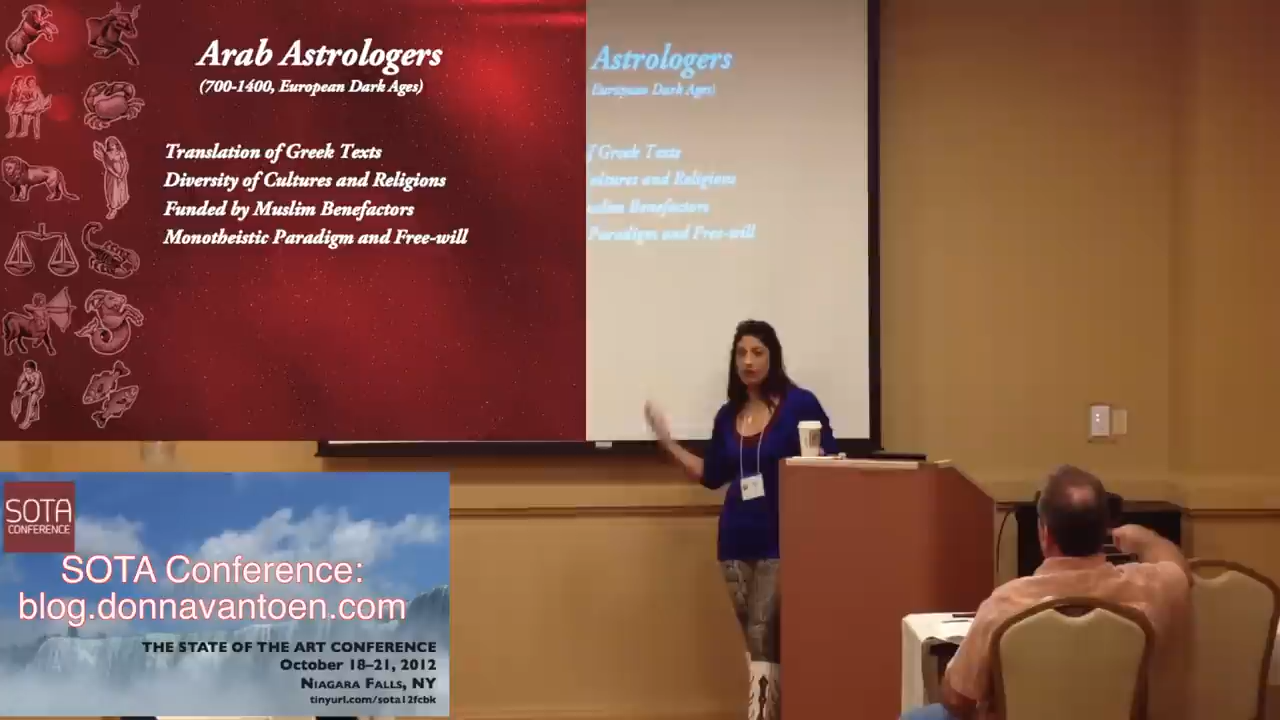 Arab Astrologers
(700-1400, European Dark Ages)
Translation of Greek Texts
Diversity of Cultures and Religions
Funded by Muslim Benefactors
Monotheistic Paradigm and Free-will
Astrologers
European Dark Ages)
f Greek Texts
ultures and Religions
uslim Benefactors
Paradigm and Free-will
SOTA
CONFERENCE
SOTA Conference:
blog.donnavantoen.com
THE STATE OF THE ART CONFERENCE
October 18–21, 2012
NIAGARA FALLS, NY
tinyurl.com/sota12fcbk